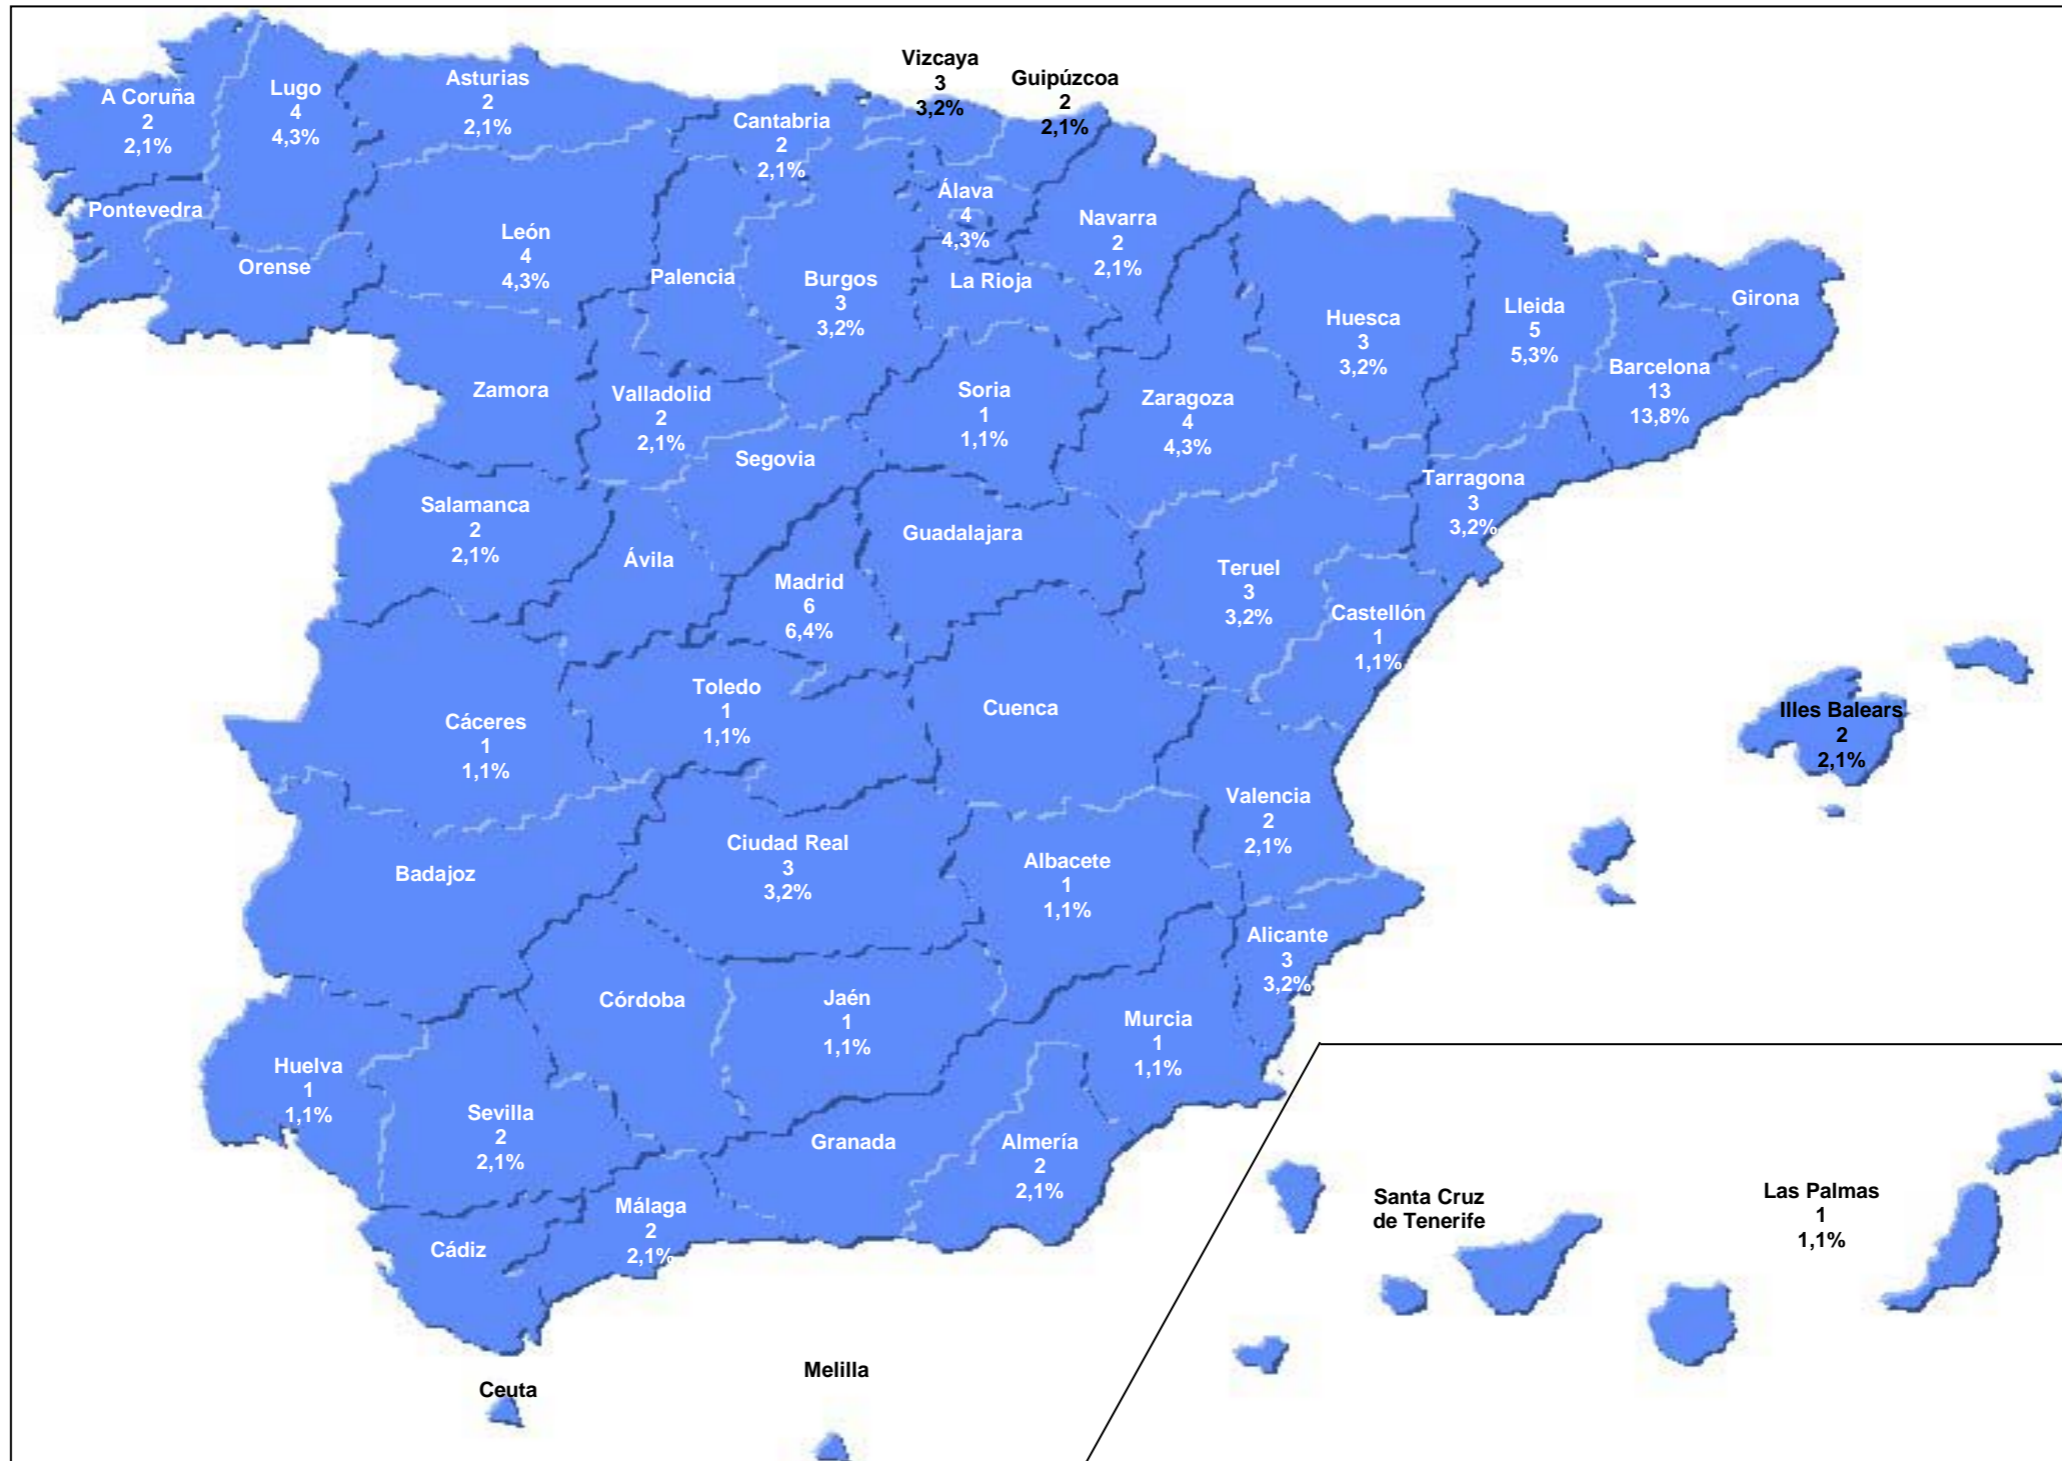 Vizcaya
3
3,2%
Guipúzcoa
2
2,1%
A Coruña
2
2,1%
Lugo
4
4,3%
Asturias
2
2,1%
Cantabria
2
2,1%
Álava
4
4,3%
Navarra
2
2,1%
Pontevedra
Orense
León
4
4,3%
Palencia
Burgos
3
3,2%
La Rioja
Huesca
3
3,2%
Lleida
5
5,3%
Girona
Barcelona
13
13,8%
Zamora
Valladolid
2
2,1%
Soria
1
1,1%
Zaragoza
4
4,3%
Segovia
Tarragona
3
3,2%
Salamanca
2
2,1%
Ávila
Guadalajara
Madrid
6
6,4%
Teruel
3
3,2%
Castellón
1
1,1%
Cáceres
1
1,1%
Toledo
1
1,1%
Cuenca
Illes Balears
2
2,1%
Valencia
2
2,1%
Badajoz
Ciudad Real
3
3,2%
Albacete
1
1,1%
Alicante
3
3,2%
Córdoba
Jaén
1
1,1%
Murcia
1
1,1%
Huelva
1
1,1%
Sevilla
2
2,1%
Granada
Almería
2
2,1%
Málaga
2
2,1%
Cádiz
Santa Cruz
de Tenerife
Las Palmas
1
1,1%
Ceuta
Melilla